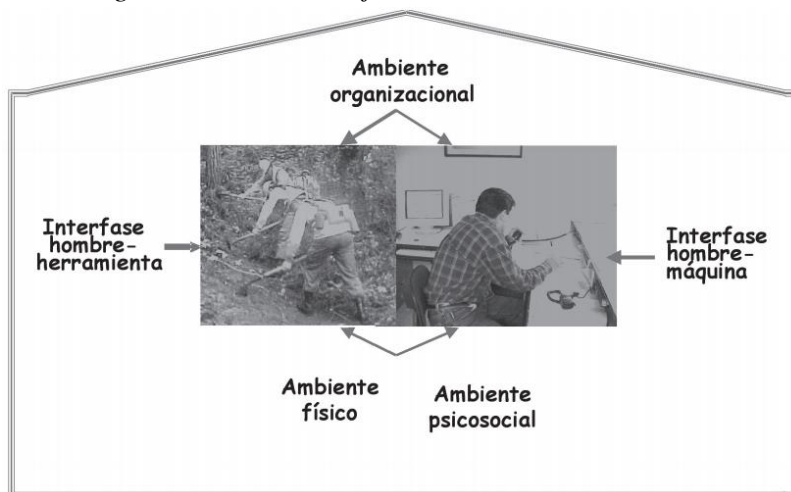 Ambiente
organizacional
Interfase
hombre-
herramienta
Interfase
hombre-
máquina
Ambiente
físico
Ambiente
psicosocial